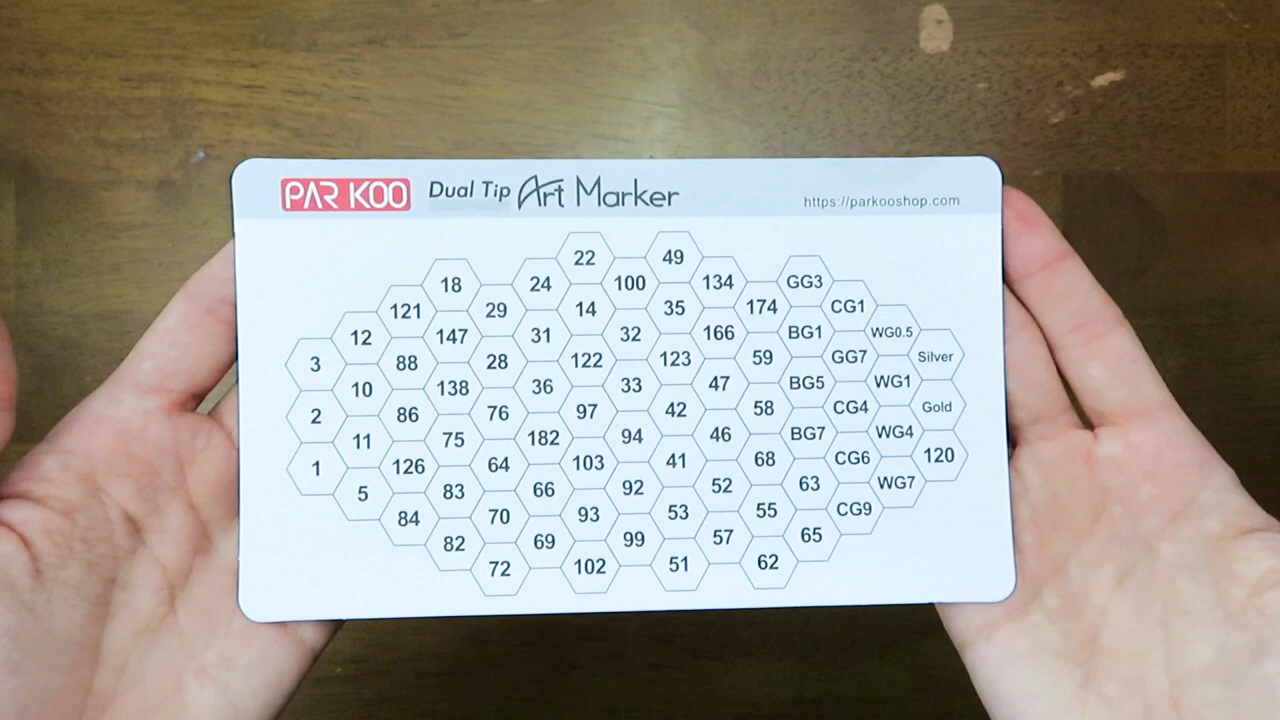 PARKOO Dual Tip Art Marker
https://parkooshop.com
22 49
18 24 100 134 GG3
121 29 14 35 174 CG1
12 147 31 32 166 BG1 WG0.5
3 88 28 122 123 59 GG7 Silver
10 138 36 33 47 BG5 WG1
2 86 76 97 42 58 CG4 Gold
11 75 182 94 46 BG7 WG4
1 126 64 103 41 68 CG6 120
5 83 66 92 52 63 WG7
84 70 93 53 55 CG9
82 69 99 57 65
72 102 51 62